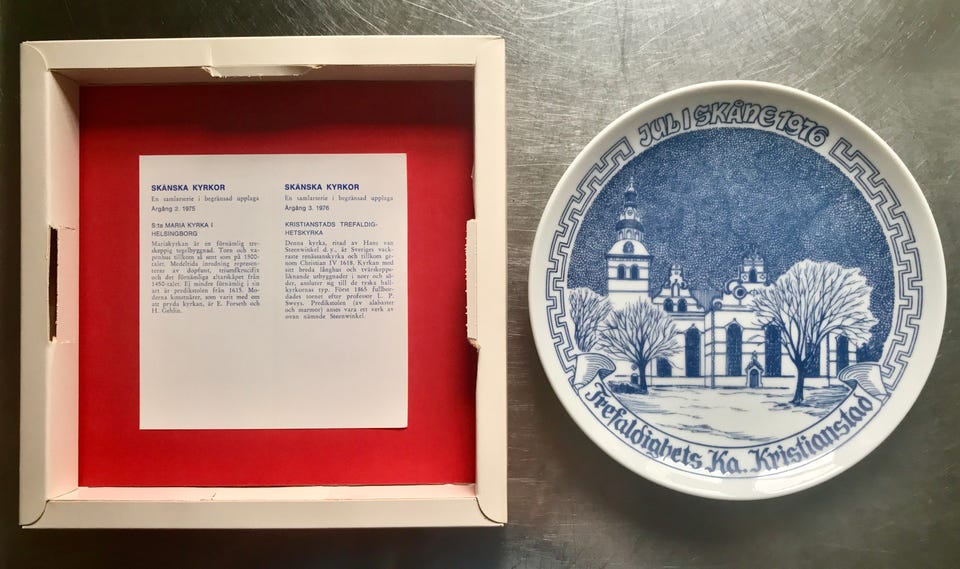 SKÅNSKA KYRKOR
En samlarserie i begränsad upplaga
Årgång 2. 1975
S:ta MARIA KYRKA I
HELSINGBORG
Mariakyrkan är en förnämlig tre-
skeppig tegelbyggnad. Torn och va-
penhus tillkom så sent som på 1500-
talet. Medeltida inredning represen-
teras av dopfunt, triumfkrucifix
och det förnämliga altarskåpet från
1450-talet. Ej mindre förnämlig i sin
art är predikstolen från 1615. Mo-
derna konstnärer, som varit med om
att pryda kyrkan, är E. Forseth och
H. Gehlin.
SKÅNSKA KYRKOR
En samlarserie i begränsad upplaga
Årgång 3. 1976
KRISTIANSTADS TREFALDIG-
HETSKYRKA
Denna kyrka, ritad av Hans van
Steenwinkel d. y., är Sveriges vack-
raste renässanskyrka och tillkom ge-
nom Christian IV 1618. Kyrkan med
sitt breda långhus och tvärskepps-
liknande utbyggnader i norr och sö-
der, ansluter sig till de tyska hall-
kyrkornas typ. Först 1865 fullbor-
dades tornet efter professor L. P.
Sweyn. Predikstolen (av alabaster
och marmor) anses vara ett verk av
ovan nämnde Steenwinkel.
JUL I SKÅNE 1976
Trefaldighets Ka. Kristianstad